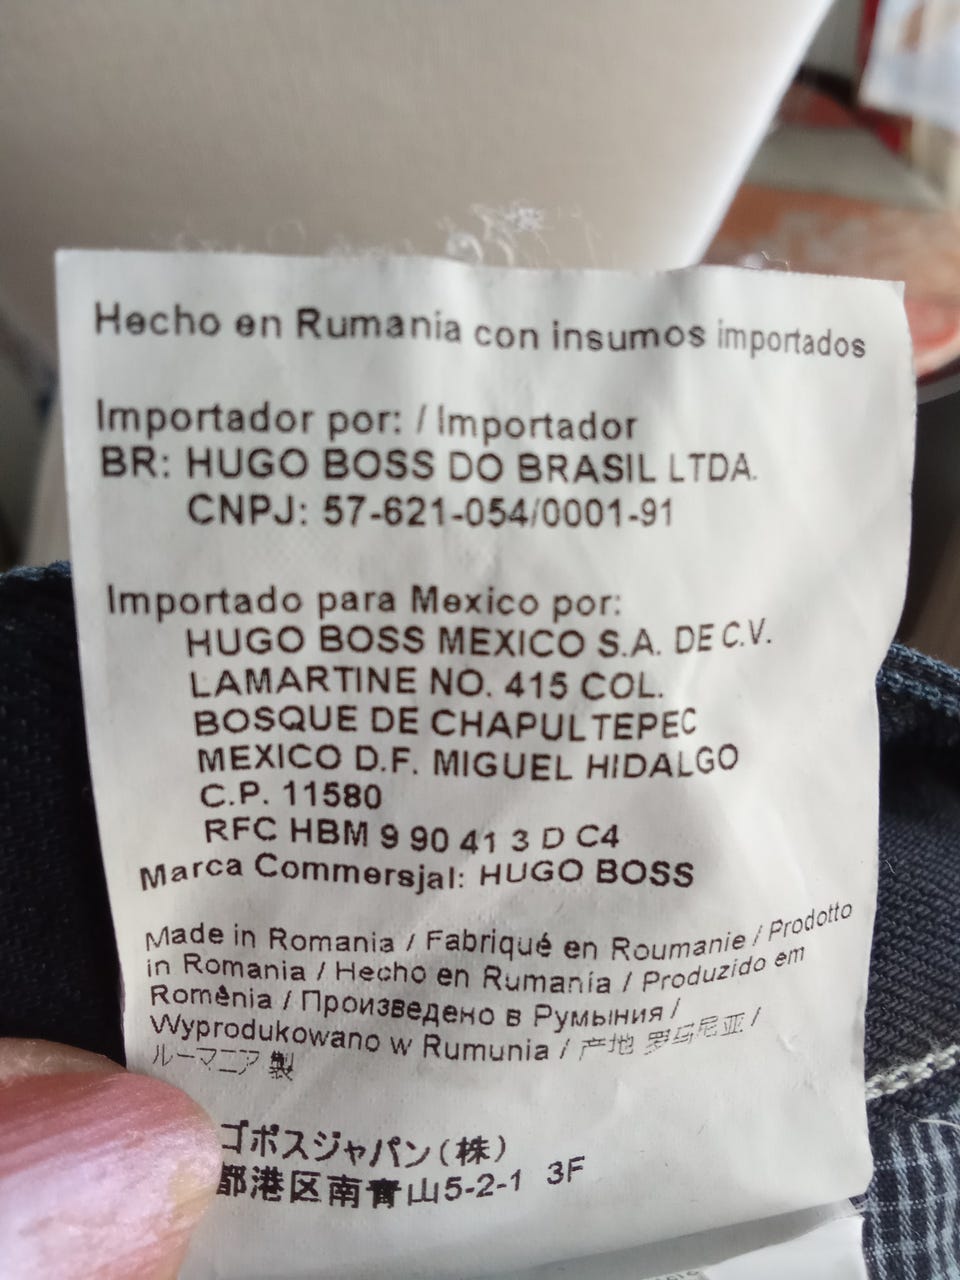 Hecho en Rumania con insumos importados
Importador por: / Importador
BR: HUGO BOSS DO BRASIL LTDA.
CNPJ: 57-621-054/0001-91
Importado para Mexico por:
HUGO BOSS MEXICO S.A. DE C.V.
LAMARTINE NO. 415 COL.
BOSQUE DE CHAPULTEPEC
MEXICO D.F. MIGUEL HIDALGO
C.P. 11580
RFC HBM 9 90 41 3 D C4
Marca Commersjal: HUGO BOSS
Made in Romania / Fabriqué en Roumanie / Prodotto
in Romania / Hecho en Rumanía / Produzido em
Romênia / Произведено в Румыния /
Wyprodukowano w Rumunia / 产地 罗马尼亚 /
ルーマニア 製
ゴボスジャパン(株)
都港区南青山5-2-1 3F